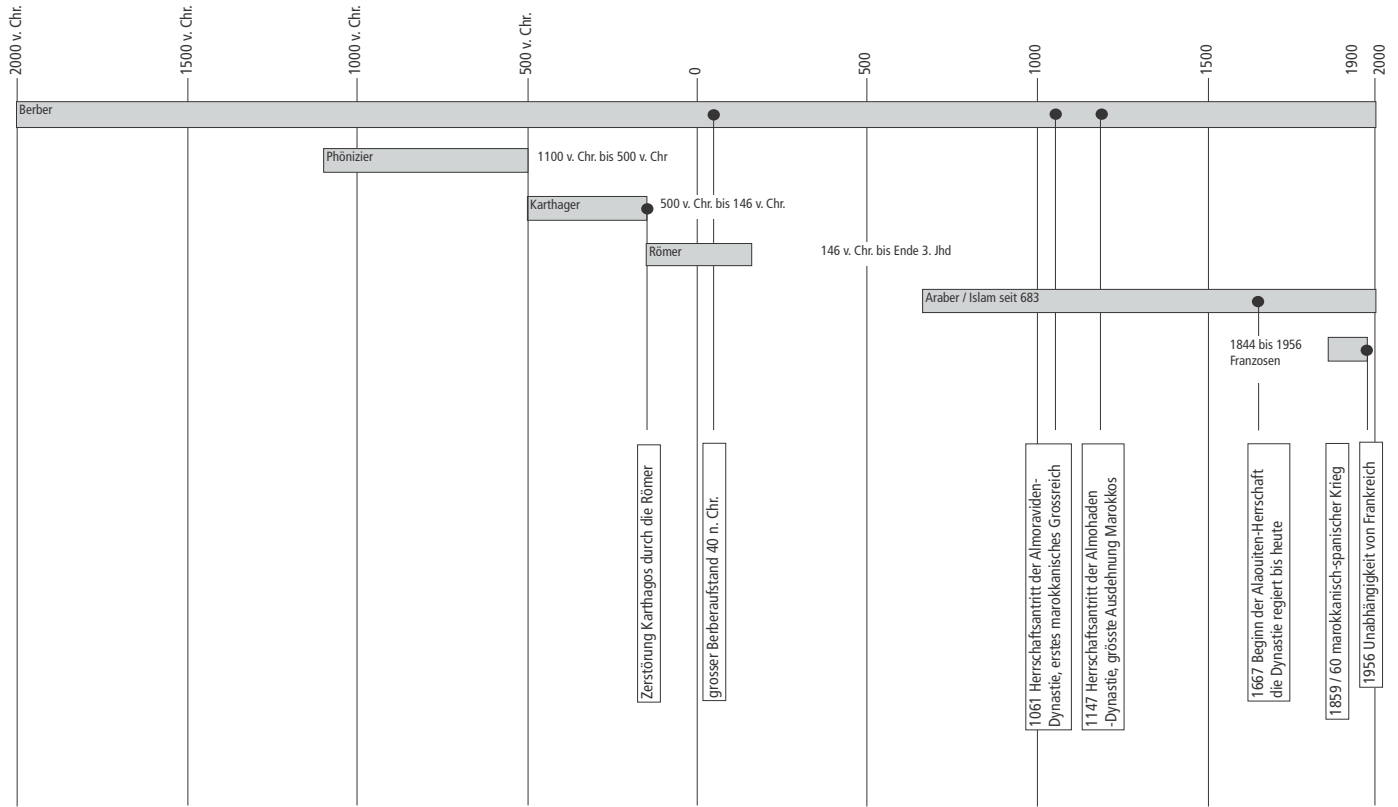 2000 v. Chr.
1500 v. Chr.
1000 v. Chr.
500 v. Chr.
0
500
1000
1500
1900
2000
Berber
Phönizier
1100 v. Chr. bis 500 v. Chr
Karthager
500 v. Chr. bis 146 v. Chr.
Römer
146 v. Chr. bis Ende 3. Jhd
Araber / Islam seit 683
1844 bis 1956
Franzosen
Zerstörung Karthagos durch die Römer
grosser Berberaufstand 40 n. Chr.
1061 Herrschaftsantritt der Almoraviden-
Dynastie, erstes marokkanisches Grossreich
1147 Herrschaftsantritt der Almohaden
-Dynastie, grösste Ausdehnung Marokkos
1667 Beginn der Alaouiten-Herrschaft
die Dynastie regiert bis heute
1859 / 60 marokkanisch-spanischer Krieg
1956 Unabhängigkeit von Frankreich